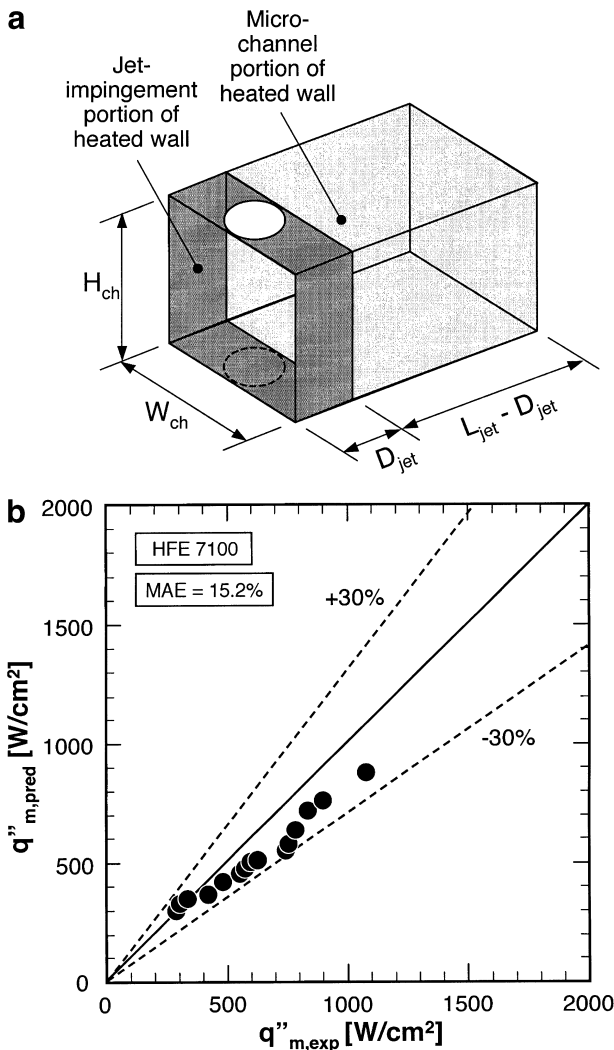 a
Micro-
channel
portion of
heated wall
Jet-
impingement
portion of
heated wall
H_ch
W_ch
D_jet
L_jet - D_jet
b
2000
1500
1000
500
0
q''_m,pred [W/cm²]
HFE 7100
MAE = 15.2%
+30%
-30%
0
500
1000
1500
2000
q''_m,exp [W/cm²]